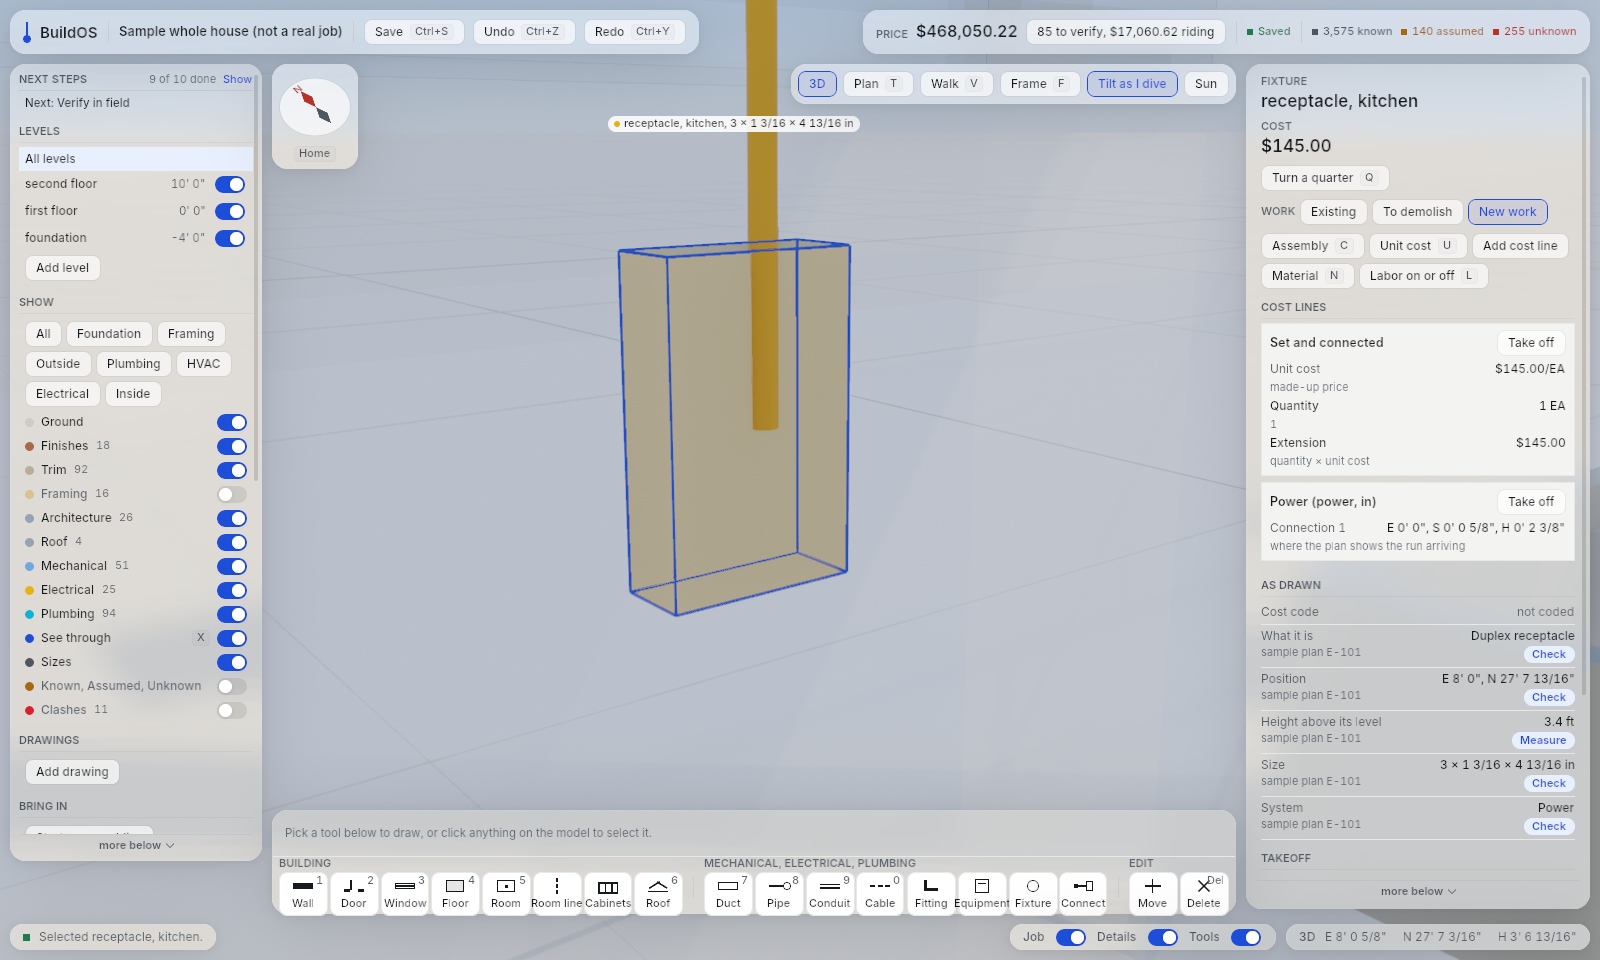 BuildOS
Sample whole house (not a real job)
Save Ctrl+S
Undo Ctrl+Z
Redo Ctrl+Y
PRICE $468,050.22
85 to verify, $17,060.62 riding
Saved
3,575 known
140 assumed
255 unknown
NEXT STEPS 9 of 10 done Show
Next: Verify in field
LEVELS
All levels
second floor 10' 0"
first floor 0' 0"
foundation -4' 0"
Add level
SHOW
All Foundation Framing
Outside Plumbing HVAC
Electrical Inside
Ground
Finishes 18
Trim 92
Framing 16
Architecture 26
Roof 4
Mechanical 51
Electrical 25
Plumbing 94
See through X
Sizes
Known, Assumed, Unknown
Clashes 11
DRAWINGS
Add drawing
BRING IN
more below
N
Home
3D
Plan T
Walk V
Frame F
Tilt as I dive
Sun
receptacle, kitchen, 3 × 1 3/16 × 4 13/16 in
Pick a tool below to draw, or click anything on the model to select it.
BUILDING
1 Wall
2 Door
3 Window
4 Floor
5 Room
Room line
Cabinets
6 Roof
MECHANICAL, ELECTRICAL, PLUMBING
7 Duct
8 Pipe
9 Conduit
0 Cable
Fitting
Equipment
Fixture
Connect
EDIT
Move
Del Delete
FIXTURE
receptacle, kitchen
COST
$145.00
Turn a quarter Q
WORK Existing To demolish New work
Assembly C Unit cost U Add cost line
Material N Labor on or off L
COST LINES
Set and connected Take off
Unit cost $145.00/EA
made-up price
Quantity 1 EA
1
Extension $145.00
quantity × unit cost
Power (power, in) Take off
Connection 1 E 0' 0", S 0' 0 5/8", H 0' 2 3/8"
where the plan shows the run arriving
AS DRAWN
Cost code not coded
What it is Duplex receptacle
sample plan E-101 Check
Position E 8' 0", N 27' 7 13/16"
sample plan E-101 Check
Height above its level 3.4 ft
sample plan E-101 Measure
Size 3 × 1 3/16 × 4 13/16 in
sample plan E-101 Check
System Power
sample plan E-101 Check
TAKEOFF
more below
Selected receptacle, kitchen.
Job Details Tools
3D E 8' 0 5/8" N 27' 7 3/16" H 3' 6 13/16"